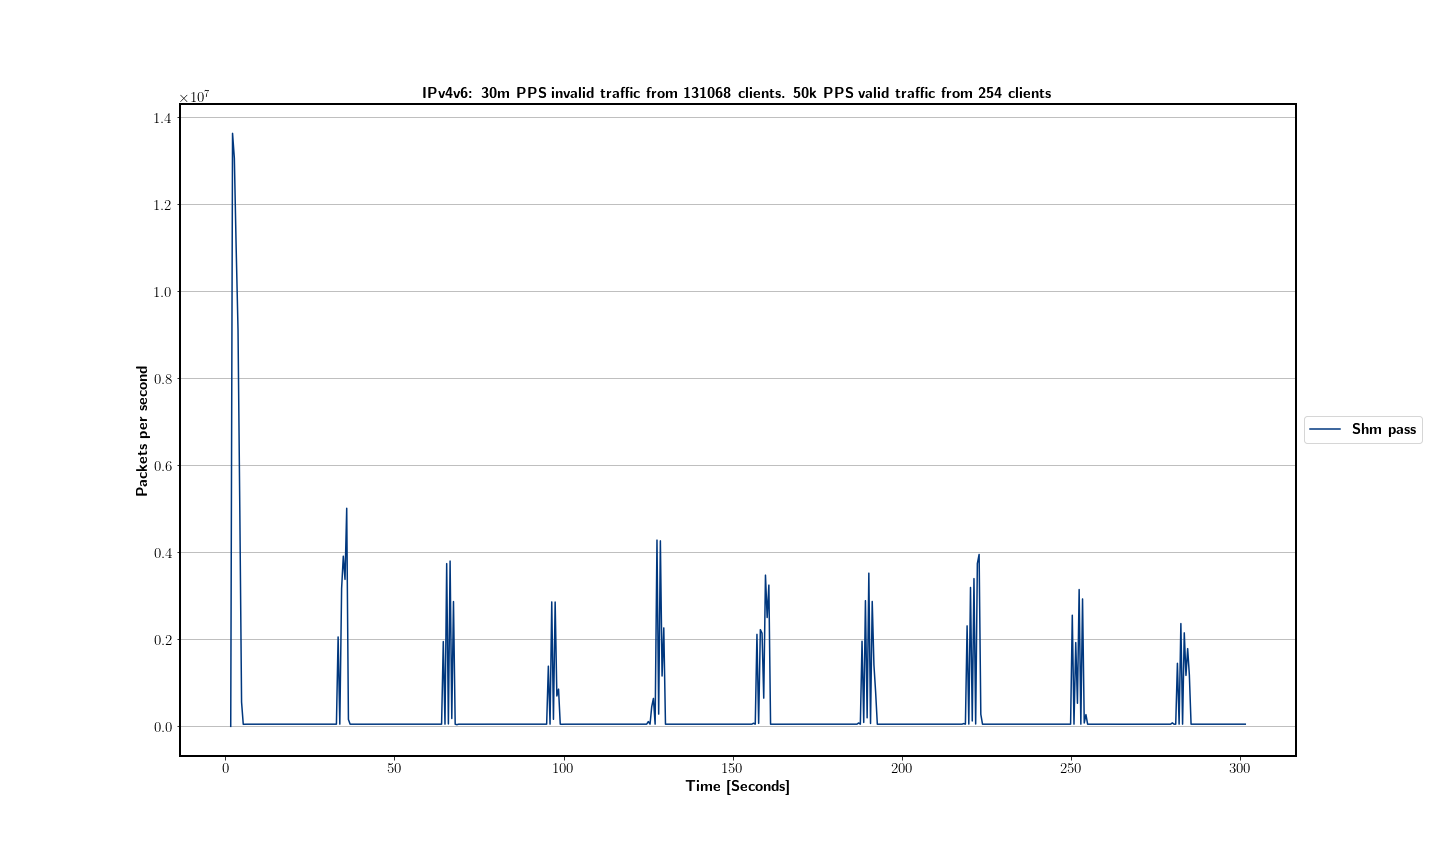 IPv4v6: 30m PPS invalid traffic from 131068 clients. 50k PPS valid traffic from 254 clients
×10⁷
1.4
1.2
1.0
0.8
0.6
0.4
0.2
0.0
Packets per second
0 50 100 150 200 250 300
Time [Seconds]
Shm pass